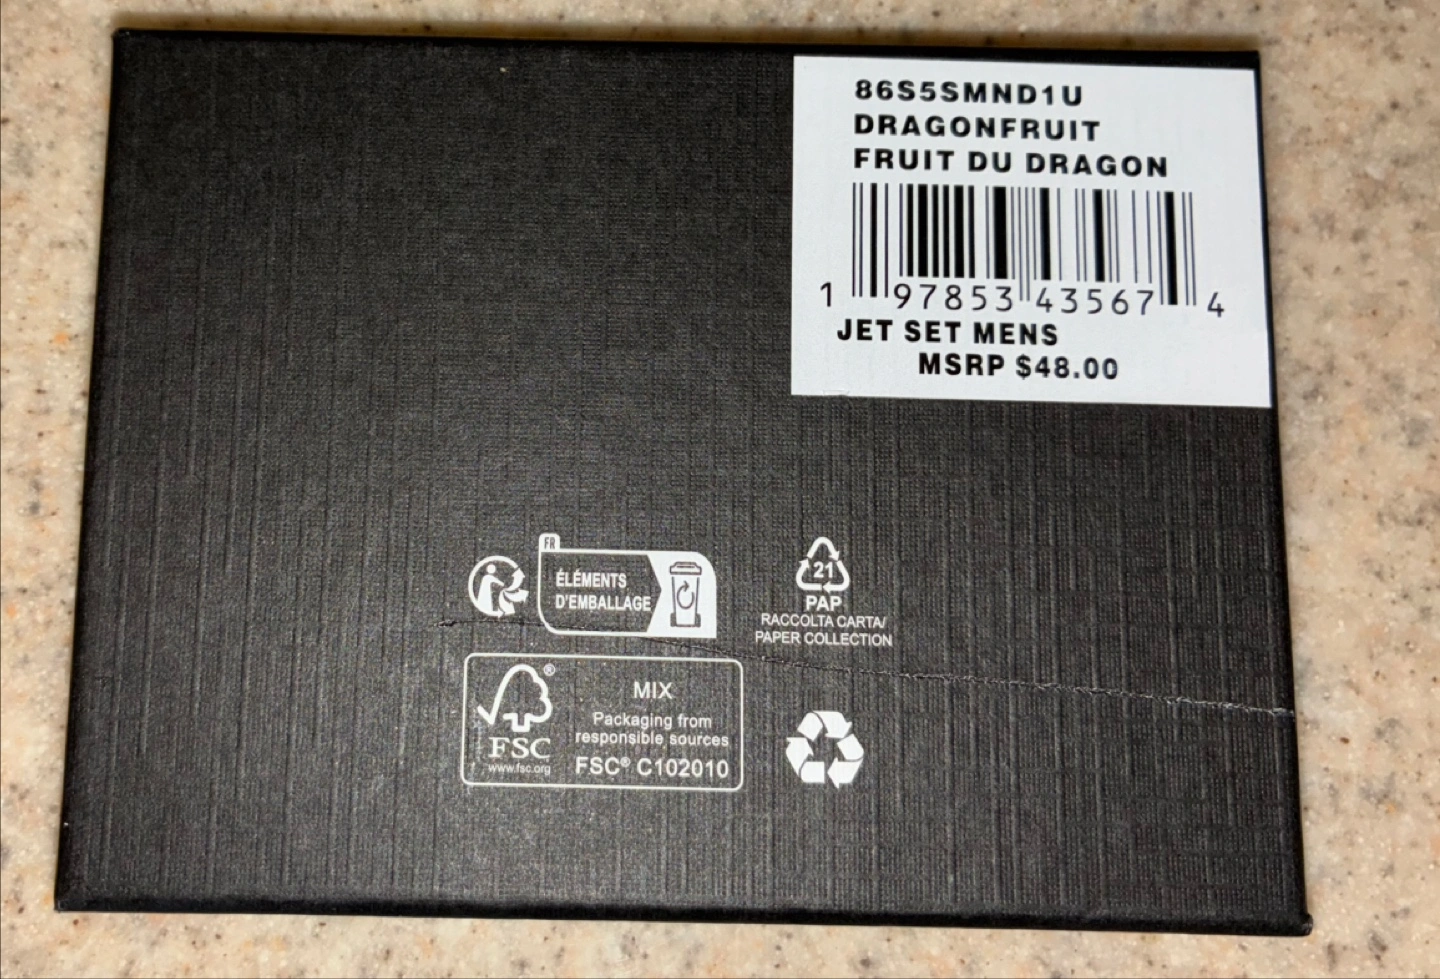 86S5SMND1U
DRAGONFRUIT
FRUIT DU DRAGON
1 97853 43567 4
JET SET MENS
MSRP $48.00
FR
ÉLÉMENTS
D'EMBALLAGE
21
PAP
RACCOLTA CARTA/
PAPER COLLECTION
®
MIX
Packaging from
responsible sources
FSC
www.fsc.org
FSC® C102010